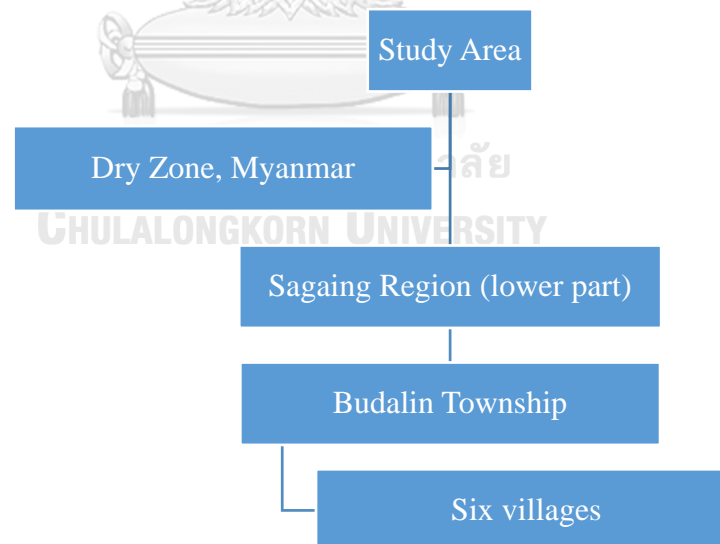 Study Area
Dry Zone, Myanmar
CHULALONGKORN UNIVERSITY
Sagaing Region (lower part)
Budalin Township
Six villages